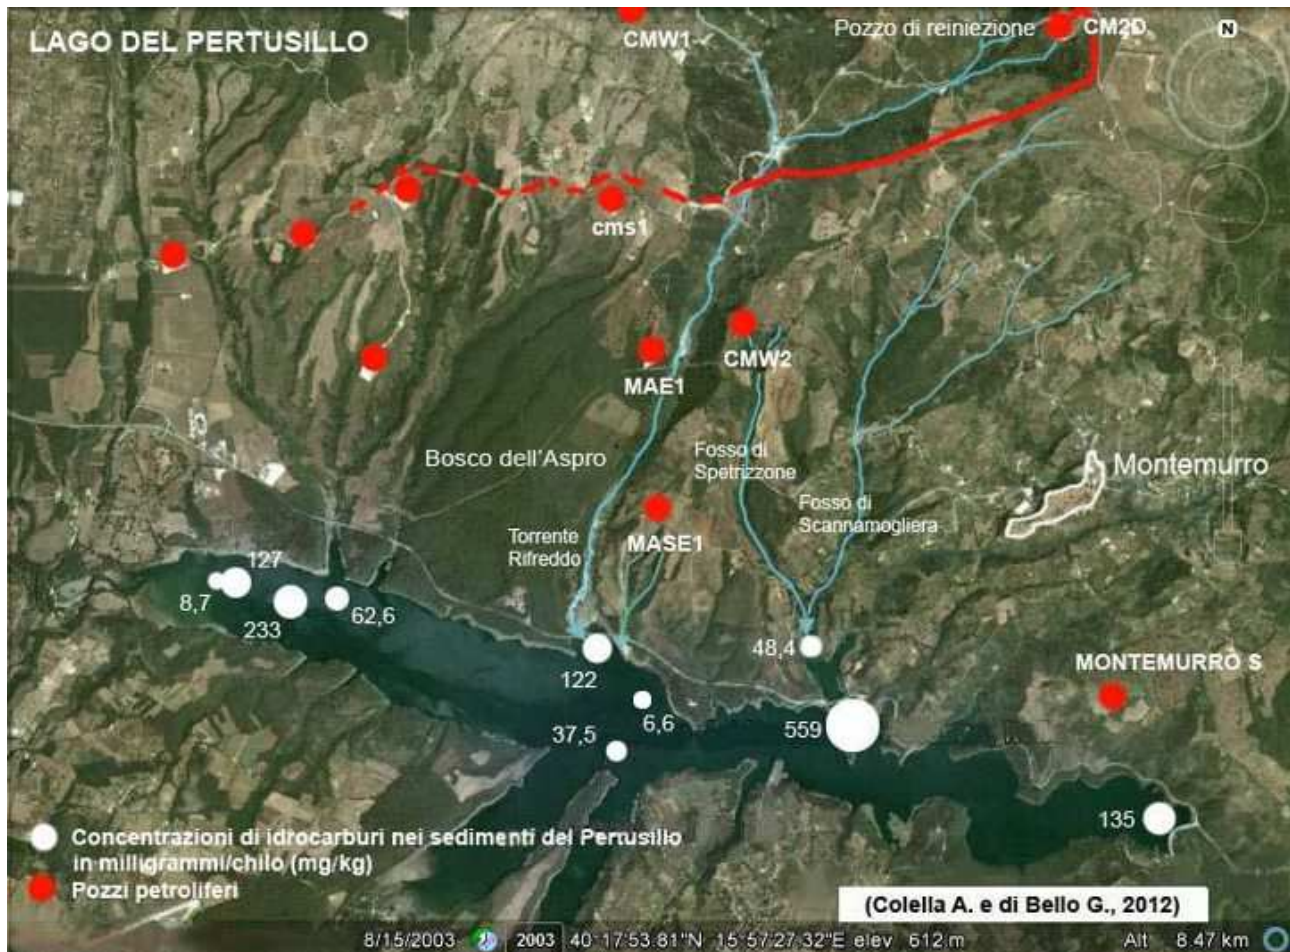 LAGO DEL PERTUSILLO
CMW1
Pozzo di reiniezione
CM2D
N
cms1
MAE1
CMW2
Bosco dell'Aspro
Fosso di
Spetrizzone
Montemurro
Fosso di
Scannamogliera
Torrente
Rifreddo
MASE1
127
8,7
233
62,6
122
48,4
MONTEMURRO S
6,6
37,5
559
135
Concentrazioni di idrocarburi nei sedimenti del Pertusillo
in milligrammi/chilo (mg/kg)
Pozzi petroliferi
(Colella A. e di Bello G., 2012)
8/15/2003 2003 40°17'53.81"N 15°57'27.32"E elev 612 m Alt 8.47 km